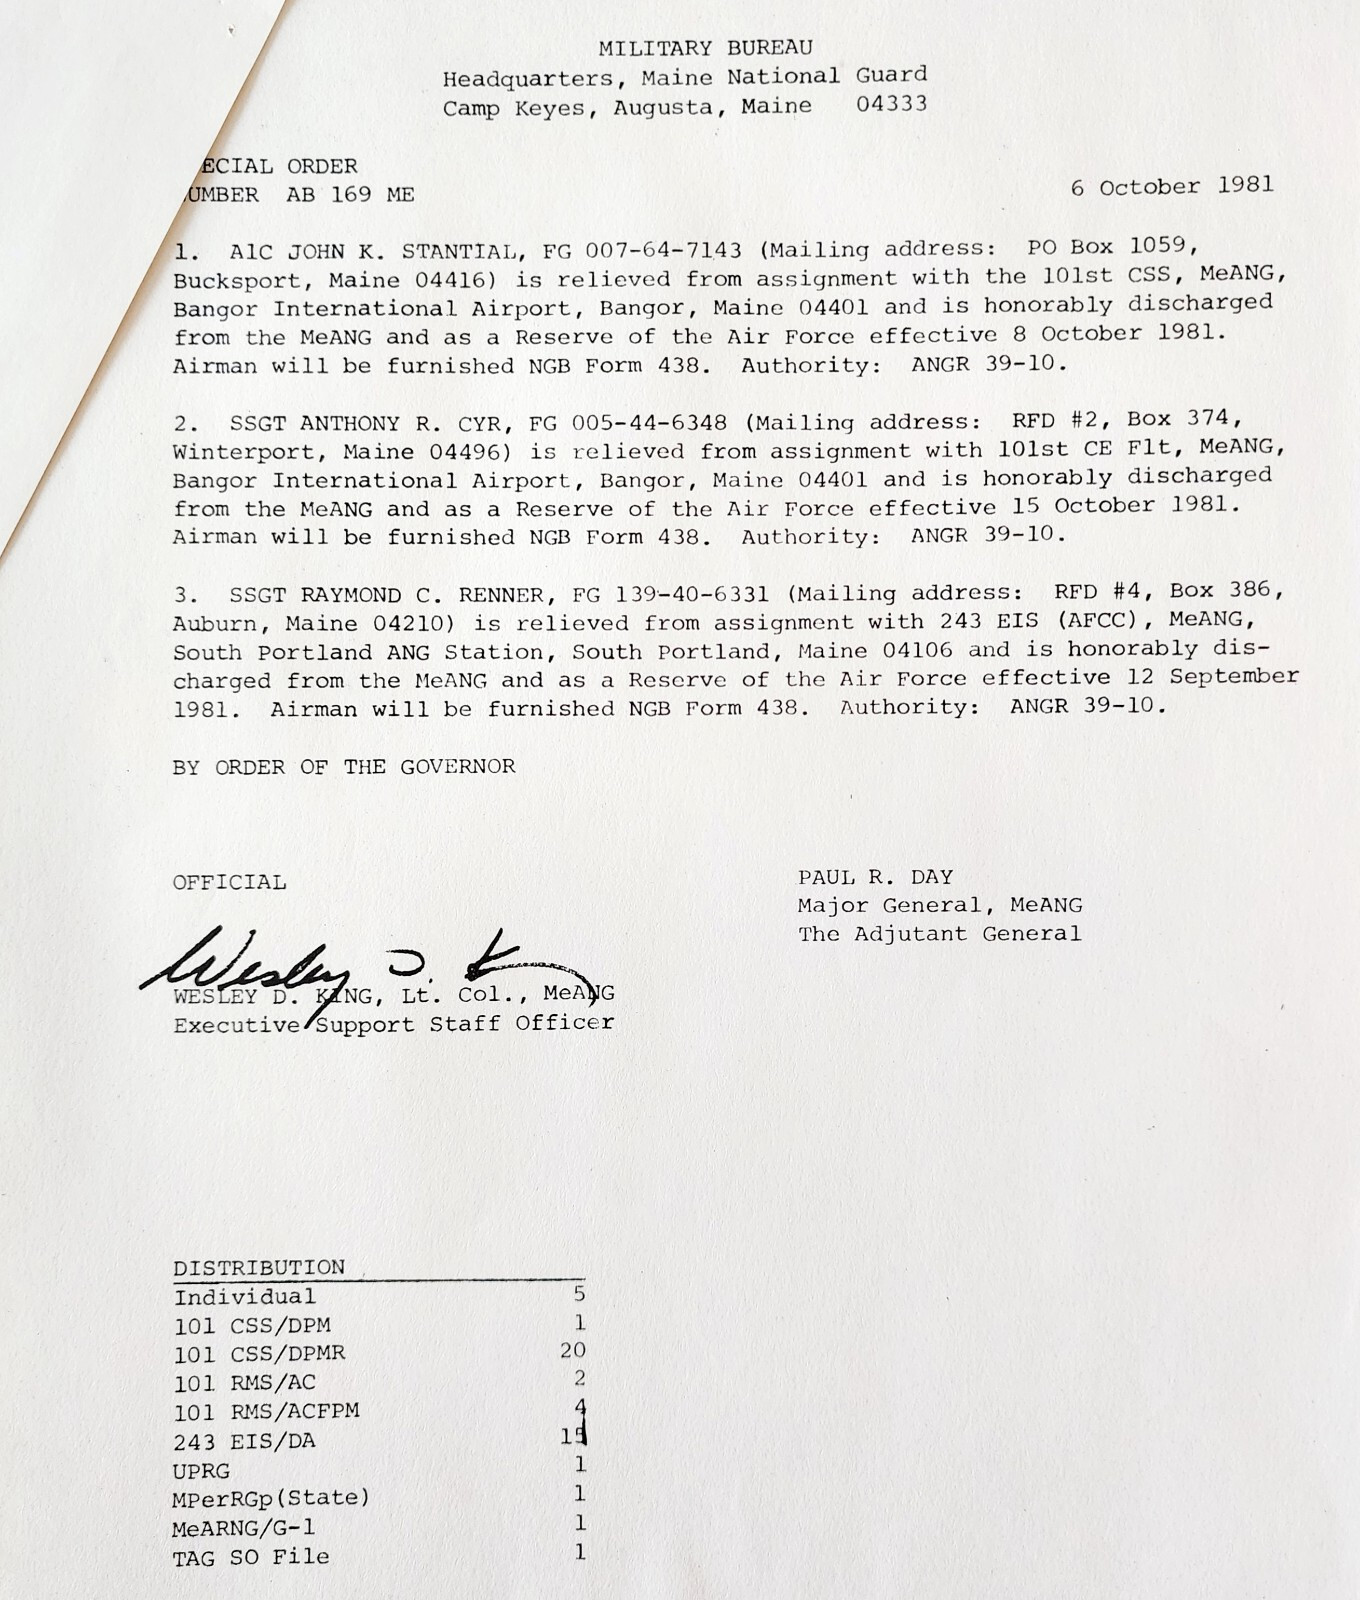 MILITARY BUREAU
Headquarters, Maine National Guard
Camp Keyes, Augusta, Maine 04333
ECIAL ORDER
UMBER AB 169 ME
6 October 1981
1. A1C JOHN K. STANTIAL, FG 007-64-7143 (Mailing address: PO Box 1059,
Bucksport, Maine 04416) is relieved from assignment with the 101st CSS, MeANG,
Bangor International Airport, Bangor, Maine 04401 and is honorably discharged
from the MeANG and as a Reserve of the Air Force effective 8 October 1981.
Airman will be furnished NGB Form 438. Authority: ANGR 39-10.
2. SSGT ANTHONY R. CYR, FG 005-44-6348 (Mailing address: RFD #2, Box 374,
Winterport, Maine 04496) is relieved from assignment with 101st CE Flt, MeANG,
Bangor International Airport, Bangor, Maine 04401 and is honorably discharged
from the MeANG and as a Reserve of the Air Force effective 15 October 1981.
Airman will be furnished NGB Form 438. Authority: ANGR 39-10.
3. SSGT RAYMOND C. RENNER, FG 139-40-6331 (Mailing address: RFD #4, Box 386,
Auburn, Maine 04210) is relieved from assignment with 243 EIS (AFCC), MeANG,
South Portland ANG Station, South Portland, Maine 04106 and is honorably dis-
charged from the MeANG and as a Reserve of the Air Force effective 12 September
1981. Airman will be furnished NGB Form 438. Authority: ANGR 39-10.
BY ORDER OF THE GOVERNOR
OFFICIAL
PAUL R. DAY
Major General, MeANG
The Adjutant General
Wesley D. K
WESLEY D. KING, Lt. Col., MeANG
Executive Support Staff Officer
DISTRIBUTION
Individual 5
101 CSS/DPM 1
101 CSS/DPMR 20
101 RMS/AC 2
101 RMS/ACFPM 4
243 EIS/DA 15
UPRG 1
MPerRGp(State) 1
MeARNG/G-1 1
TAG SO File 1